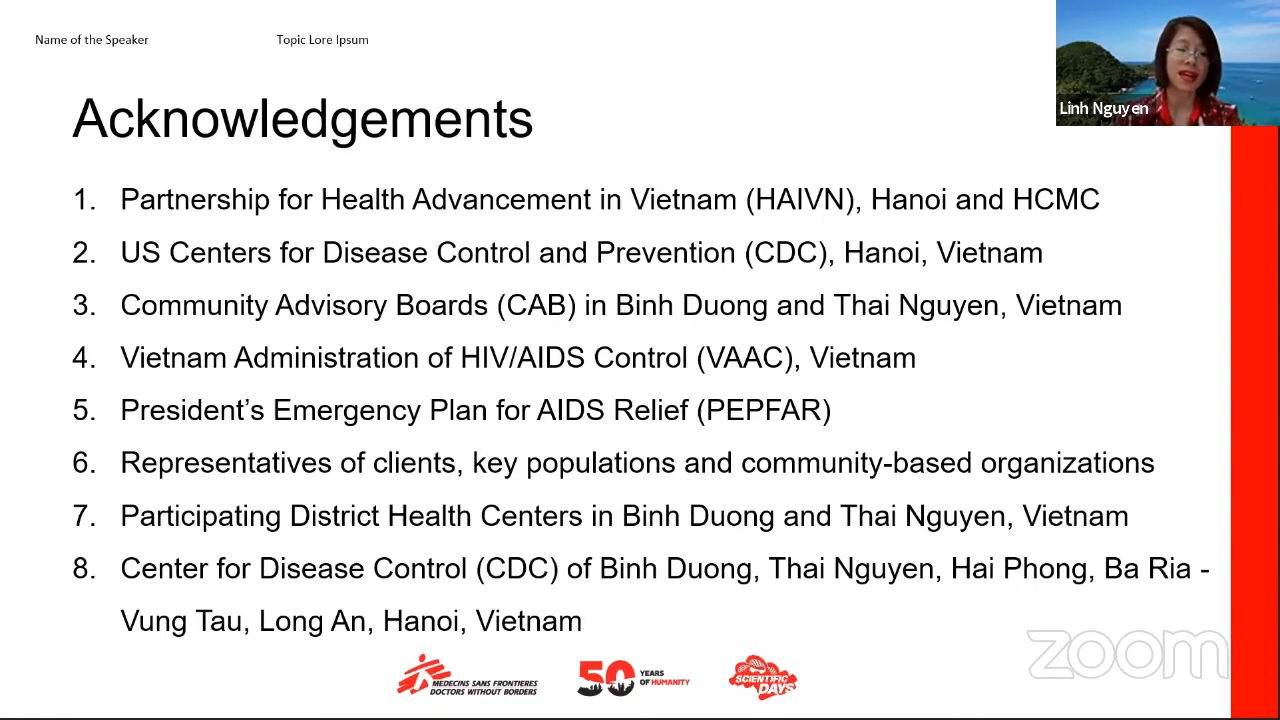 Name of the Speaker
Topic Lore Ipsum
Linh Nguyen
Acknowledgements
1. Partnership for Health Advancement in Vietnam (HAIVN), Hanoi and HCMC
2. US Centers for Disease Control and Prevention (CDC), Hanoi, Vietnam
3. Community Advisory Boards (CAB) in Binh Duong and Thai Nguyen, Vietnam
4. Vietnam Administration of HIV/AIDS Control (VAAC), Vietnam
5. President’s Emergency Plan for AIDS Relief (PEPFAR)
6. Representatives of clients, key populations and community-based organizations
7. Participating District Health Centers in Binh Duong and Thai Nguyen, Vietnam
8. Center for Disease Control (CDC) of Binh Duong, Thai Nguyen, Hai Phong, Ba Ria -
Vung Tau, Long An, Hanoi, Vietnam
MEDECINS SANS FRONTIERES
DOCTORS WITHOUT BORDERS
50 YEARS
OF HUMANITY
SCIENTIFIC
DAYS
zoom